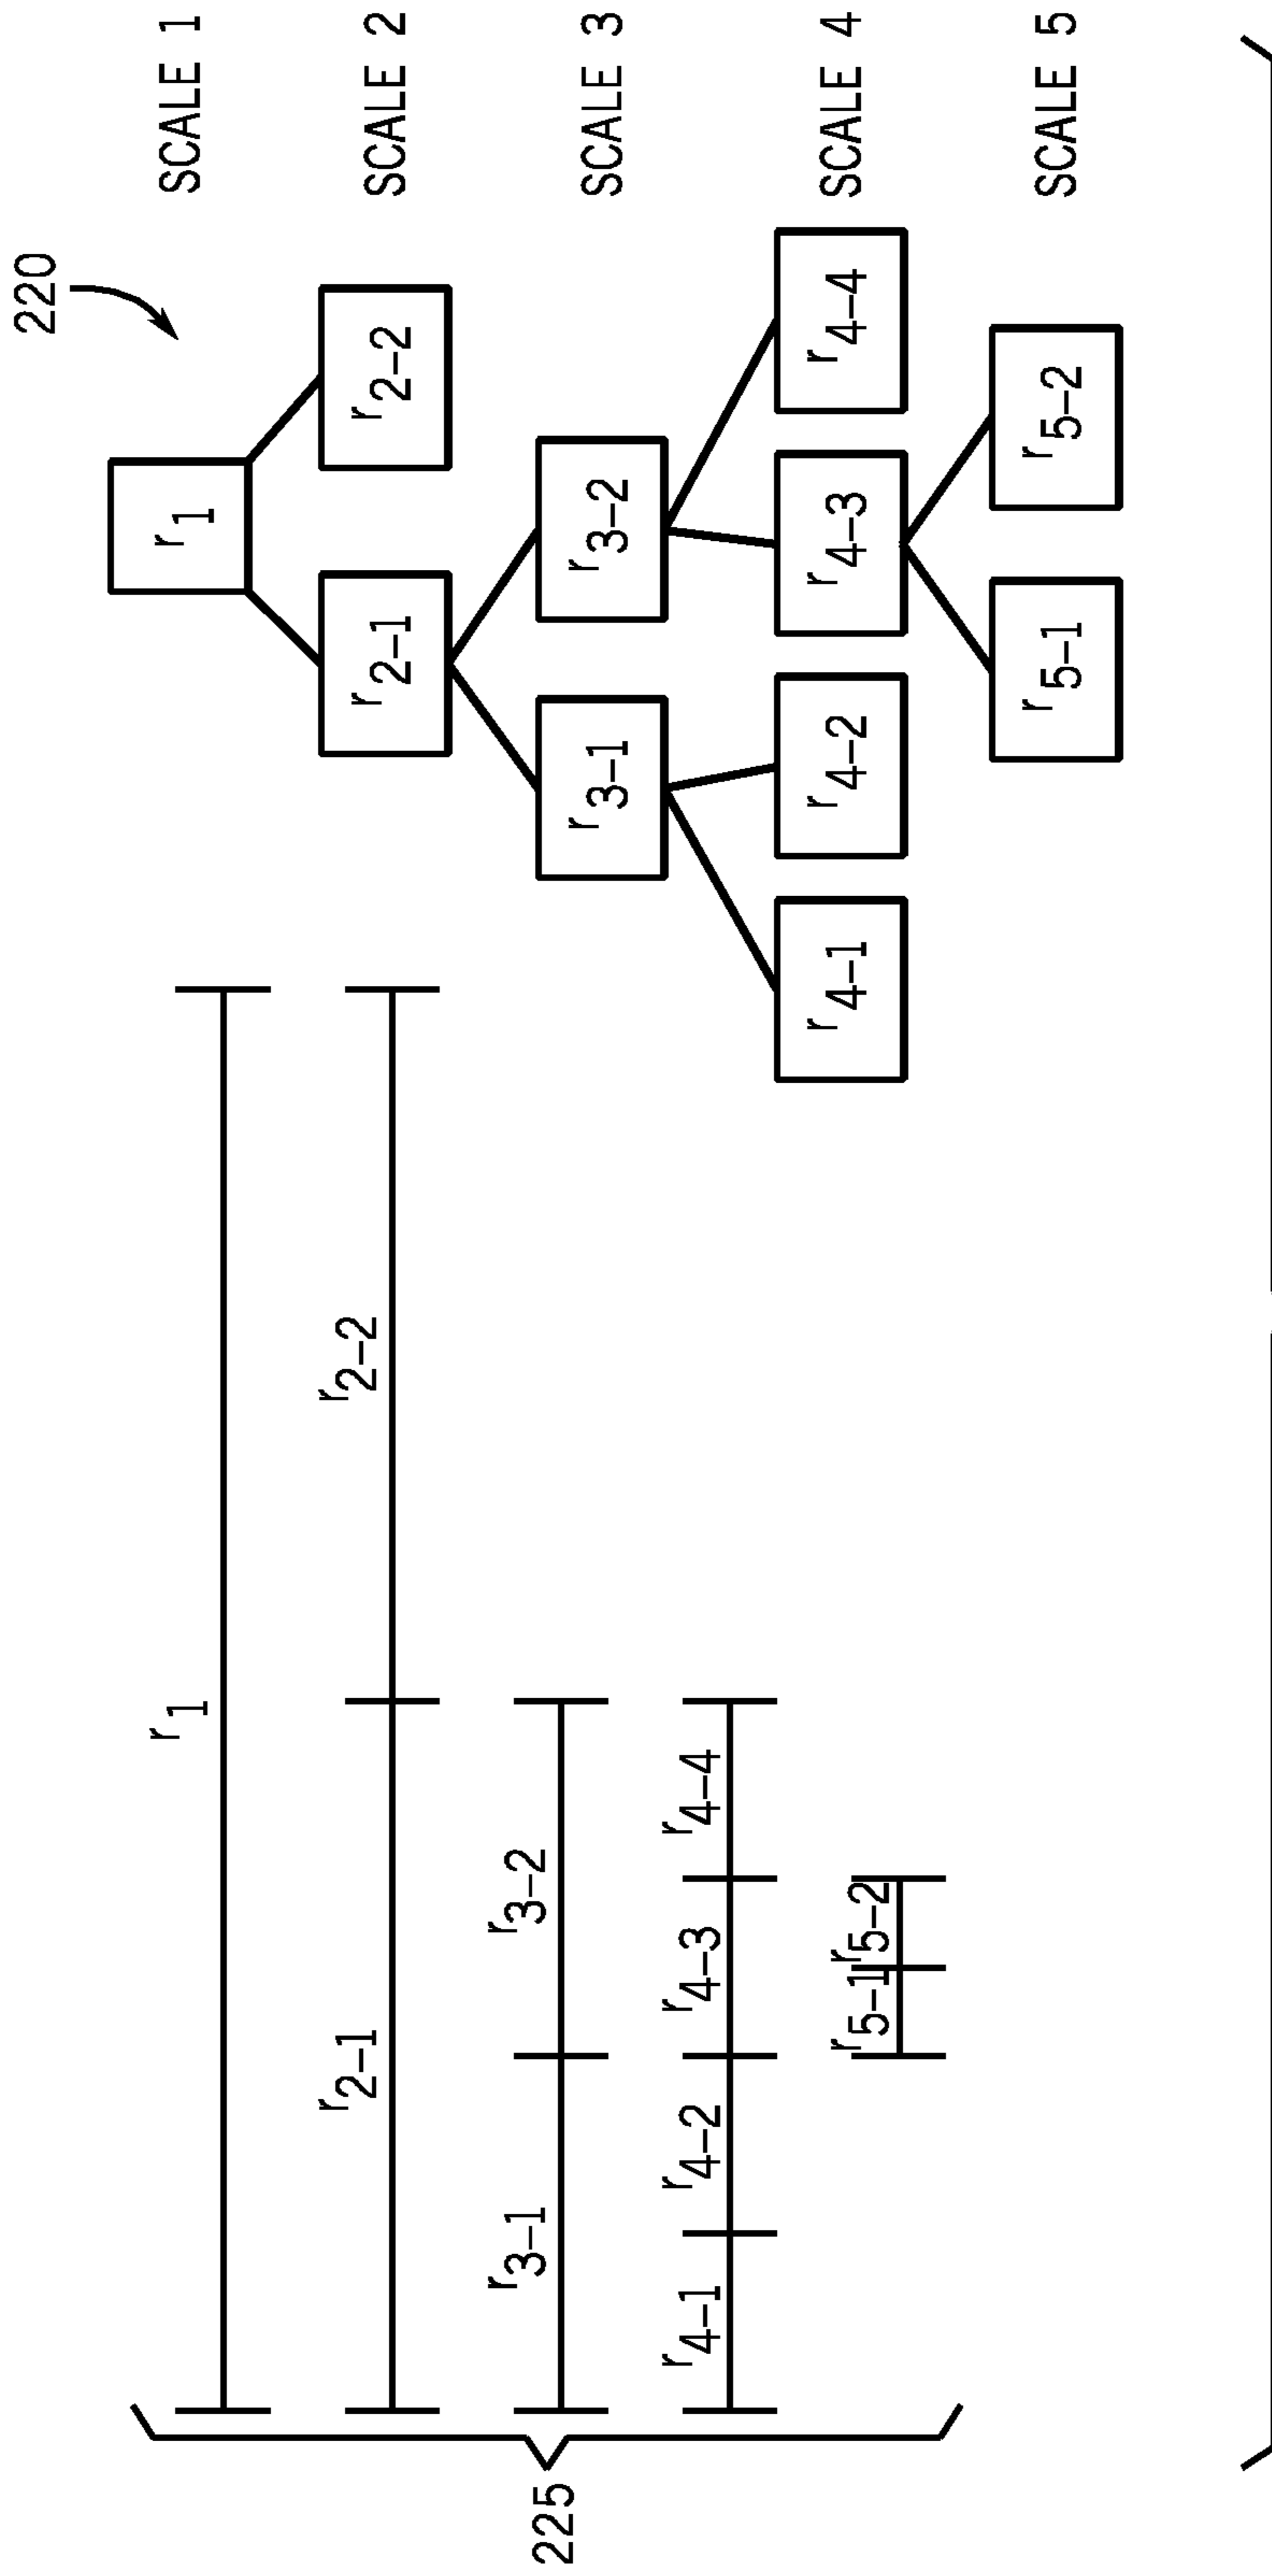 220
r1
SCALE 1
r2-1
r2-2
SCALE 2
r3-1
r3-2
SCALE 3
r4-1
r4-2
r4-3
r4-4
SCALE 4
r5-1
r5-2
SCALE 5
r1
r2-1
r2-2
r3-1
r3-2
r4-1
r4-2
r4-3
r4-4
r5-1
r5-2
225